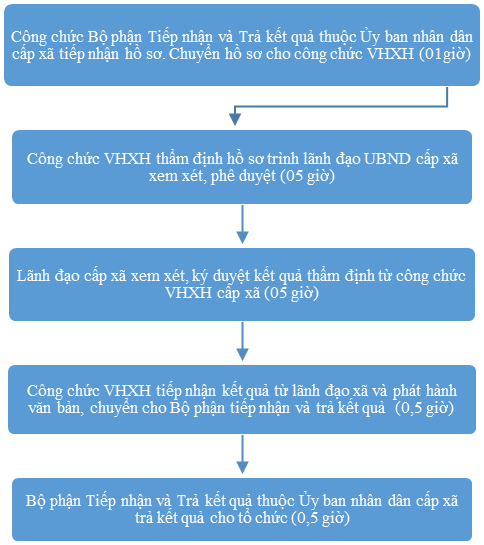 Công chức Bộ phận Tiếp nhận và Trả kết quả thuộc Ủy ban nhân dân
cấp xã tiếp nhận hồ sơ. Chuyển hồ sơ cho công chức VHXH (01giờ)
Công chức VHXH thẩm định hồ sơ trình lãnh đạo UBND cấp xã
xem xét, phê duyệt (05 giờ)
Lãnh đạo cấp xã xem xét, ký duyệt kết quả thẩm định từ công chức
VHXH cấp xã (05 giờ)
Công chức VHXH tiếp nhận kết quả từ lãnh đạo xã và phát hành
văn bản, chuyển cho Bộ phận tiếp nhận và trả kết quả (0,5 giờ)
Bộ phận Tiếp nhận và Trả kết quả thuộc Ủy ban nhân dân cấp xã
trả kết quả cho tổ chức (0,5 giờ)